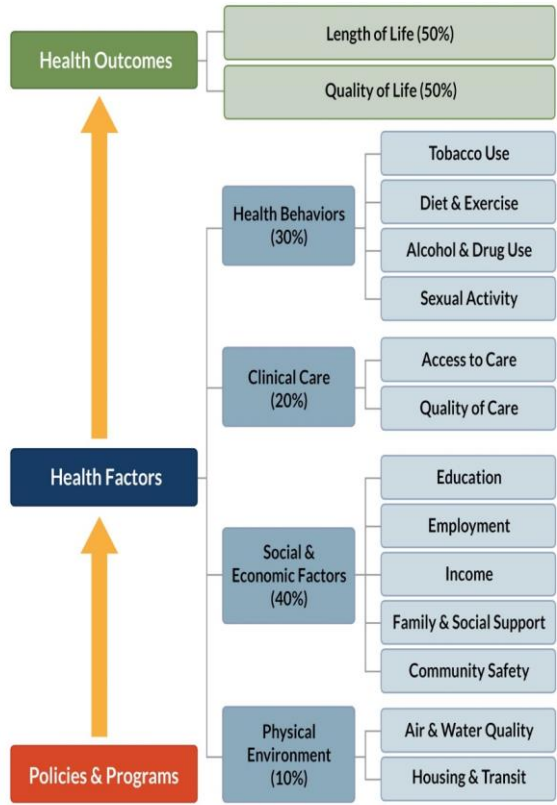 Health Outcomes
Length of Life (50%)
Quality of Life (50%)
Health Factors
Health Behaviors
(30%)
Tobacco Use
Diet & Exercise
Alcohol & Drug Use
Sexual Activity
Clinical Care
(20%)
Access to Care
Quality of Care
Social &
Economic Factors
(40%)
Education
Employment
Income
Family & Social Support
Community Safety
Physical
Environment
(10%)
Air & Water Quality
Housing & Transit
Policies & Programs